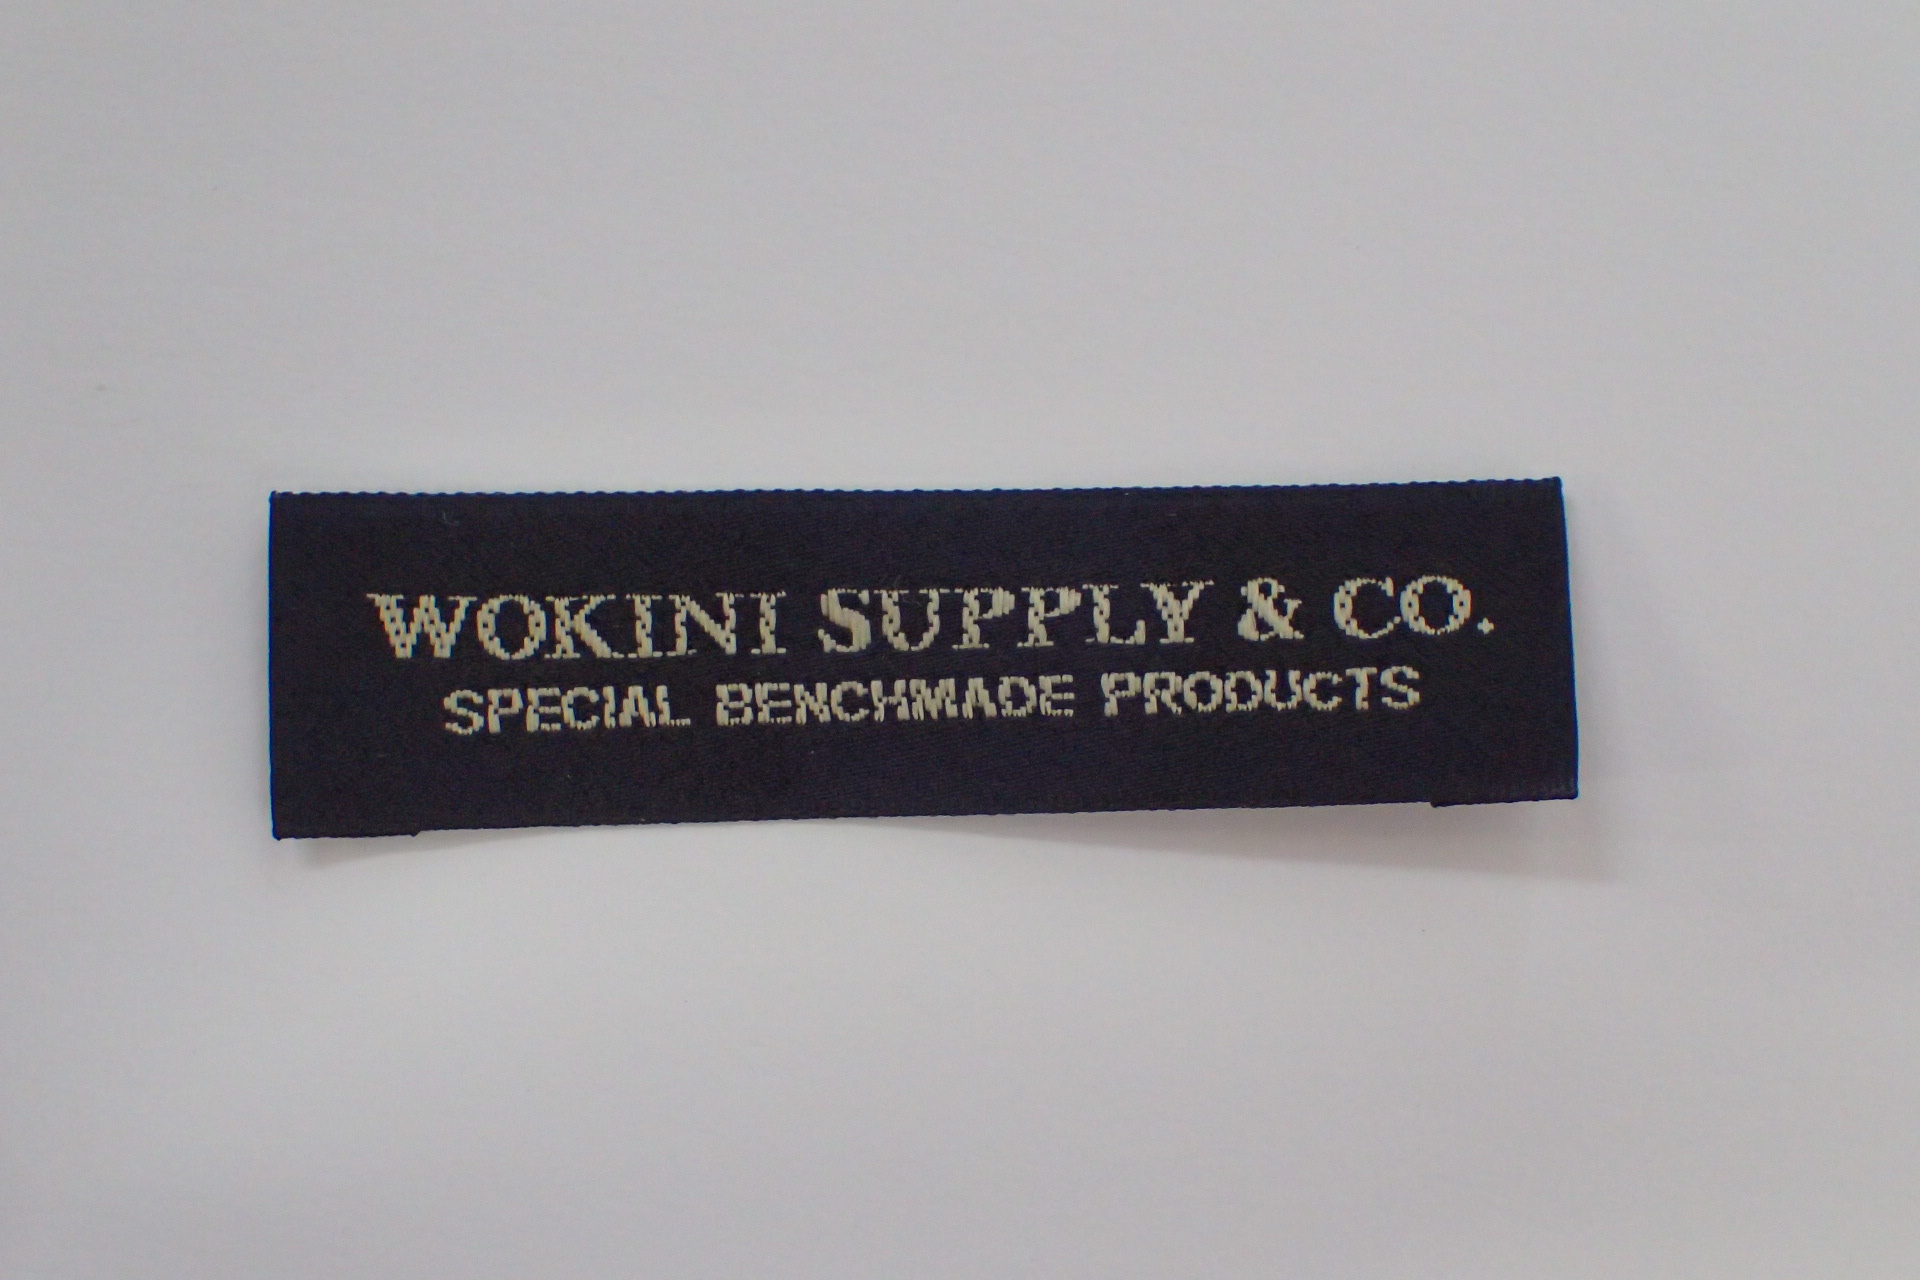 WOKINI SUPPLY & CO.
SPECIAL BENCHMADE PRODUCTS